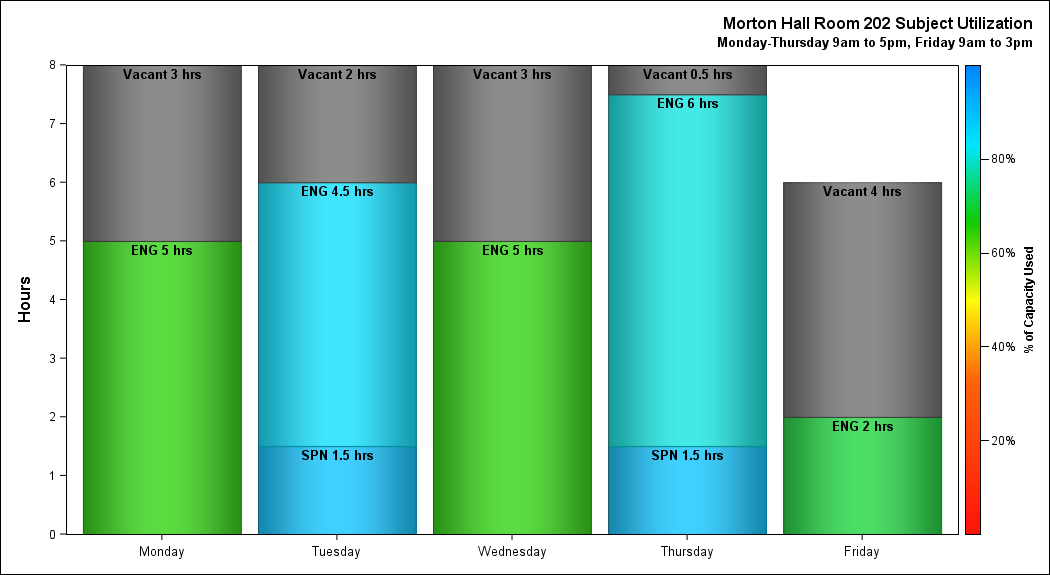 Morton Hall Room 202 Subject Utilization
Monday-Thursday 9am to 5pm, Friday 9am to 3pm
Hours
8
7
6
5
4
3
2
1
0
Vacant 3 hrs
ENG 5 hrs
Vacant 2 hrs
ENG 4.5 hrs
SPN 1.5 hrs
Vacant 3 hrs
ENG 5 hrs
Vacant 0.5 hrs
ENG 6 hrs
SPN 1.5 hrs
Vacant 4 hrs
ENG 2 hrs
Monday
Tuesday
Wednesday
Thursday
Friday
80%
60%
40%
20%
% of Capacity Used